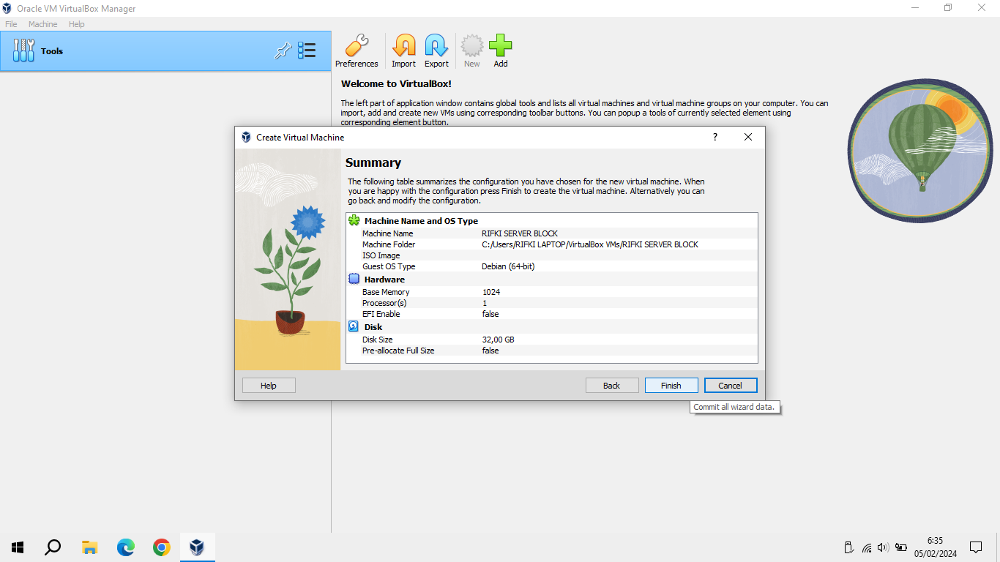 Oracle VM VirtualBox Manager
File Machine Help
Tools
Preferences Import Export New Add
Welcome to VirtualBox!
The left part of application window contains global tools and lists all virtual machines and virtual machine groups on your computer. You can
import, add and create new VMs using corresponding toolbar buttons. You can popup a tools of currently selected element using
corresponding element button.
Create Virtual Machine ?
Summary
The following table summarizes the configuration you have chosen for the new virtual machine. When
you are happy with the configuration press Finish to create the virtual machine. Alternatively you can
go back and modify the configuration.
Machine Name and OS Type
Machine Name RIFKI SERVER BLOCK
Machine Folder C:/Users/RIFKI LAPTOP/VirtualBox VMs/RIFKI SERVER BLOCK
ISO Image
Guest OS Type Debian (64-bit)
Hardware
Base Memory 1024
Processor(s) 1
EFI Enable false
Disk
Disk Size 32,00 GB
Pre-allocate Full Size false
Help Back Finish Cancel
Commit all wizard data.
6:35
05/02/2024